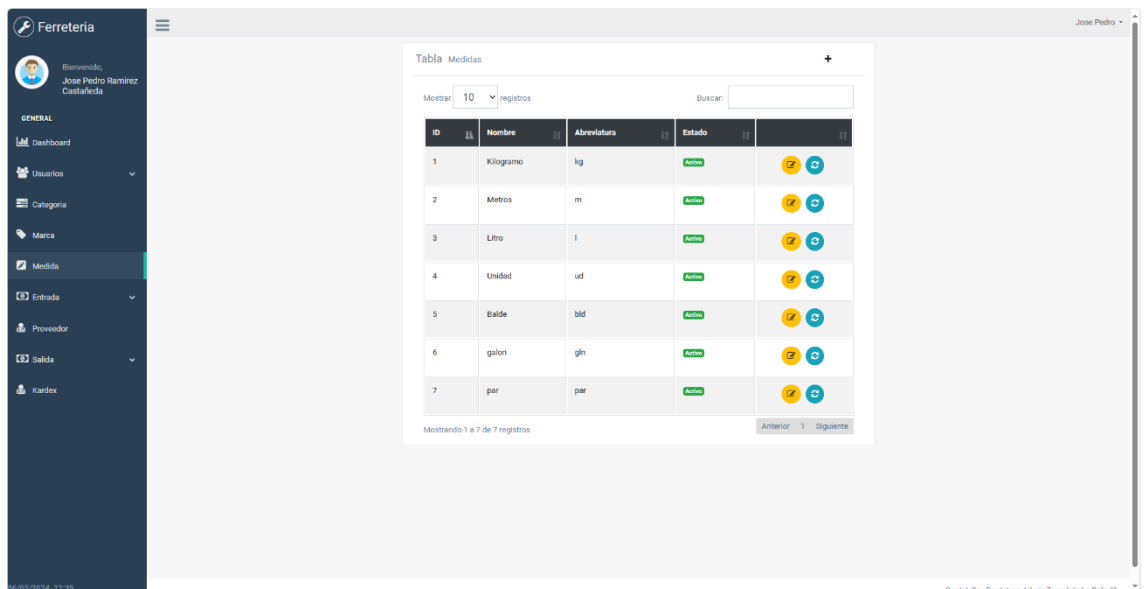 Ferreteria
Jose Pedro
Bienvenido,
Jose Pedro Ramirez
Castañeda
GENERAL
Dashboard
Usuarios
Categoria
Marca
Medida
Entrada
Proveedor
Salida
Kardex
Tabla Medidas
Mostrar 10 registros Buscar:
ID Nombre Abreviatura Estado
1 Kilogramo kg Activo
2 Metros m Activo
3 Litro l Activo
4 Unidad ud Activo
5 Balde bld Activo
6 galon gln Activo
7 par par Activo
Mostrando 1 a 7 de 7 registros Anterior 1 Siguiente